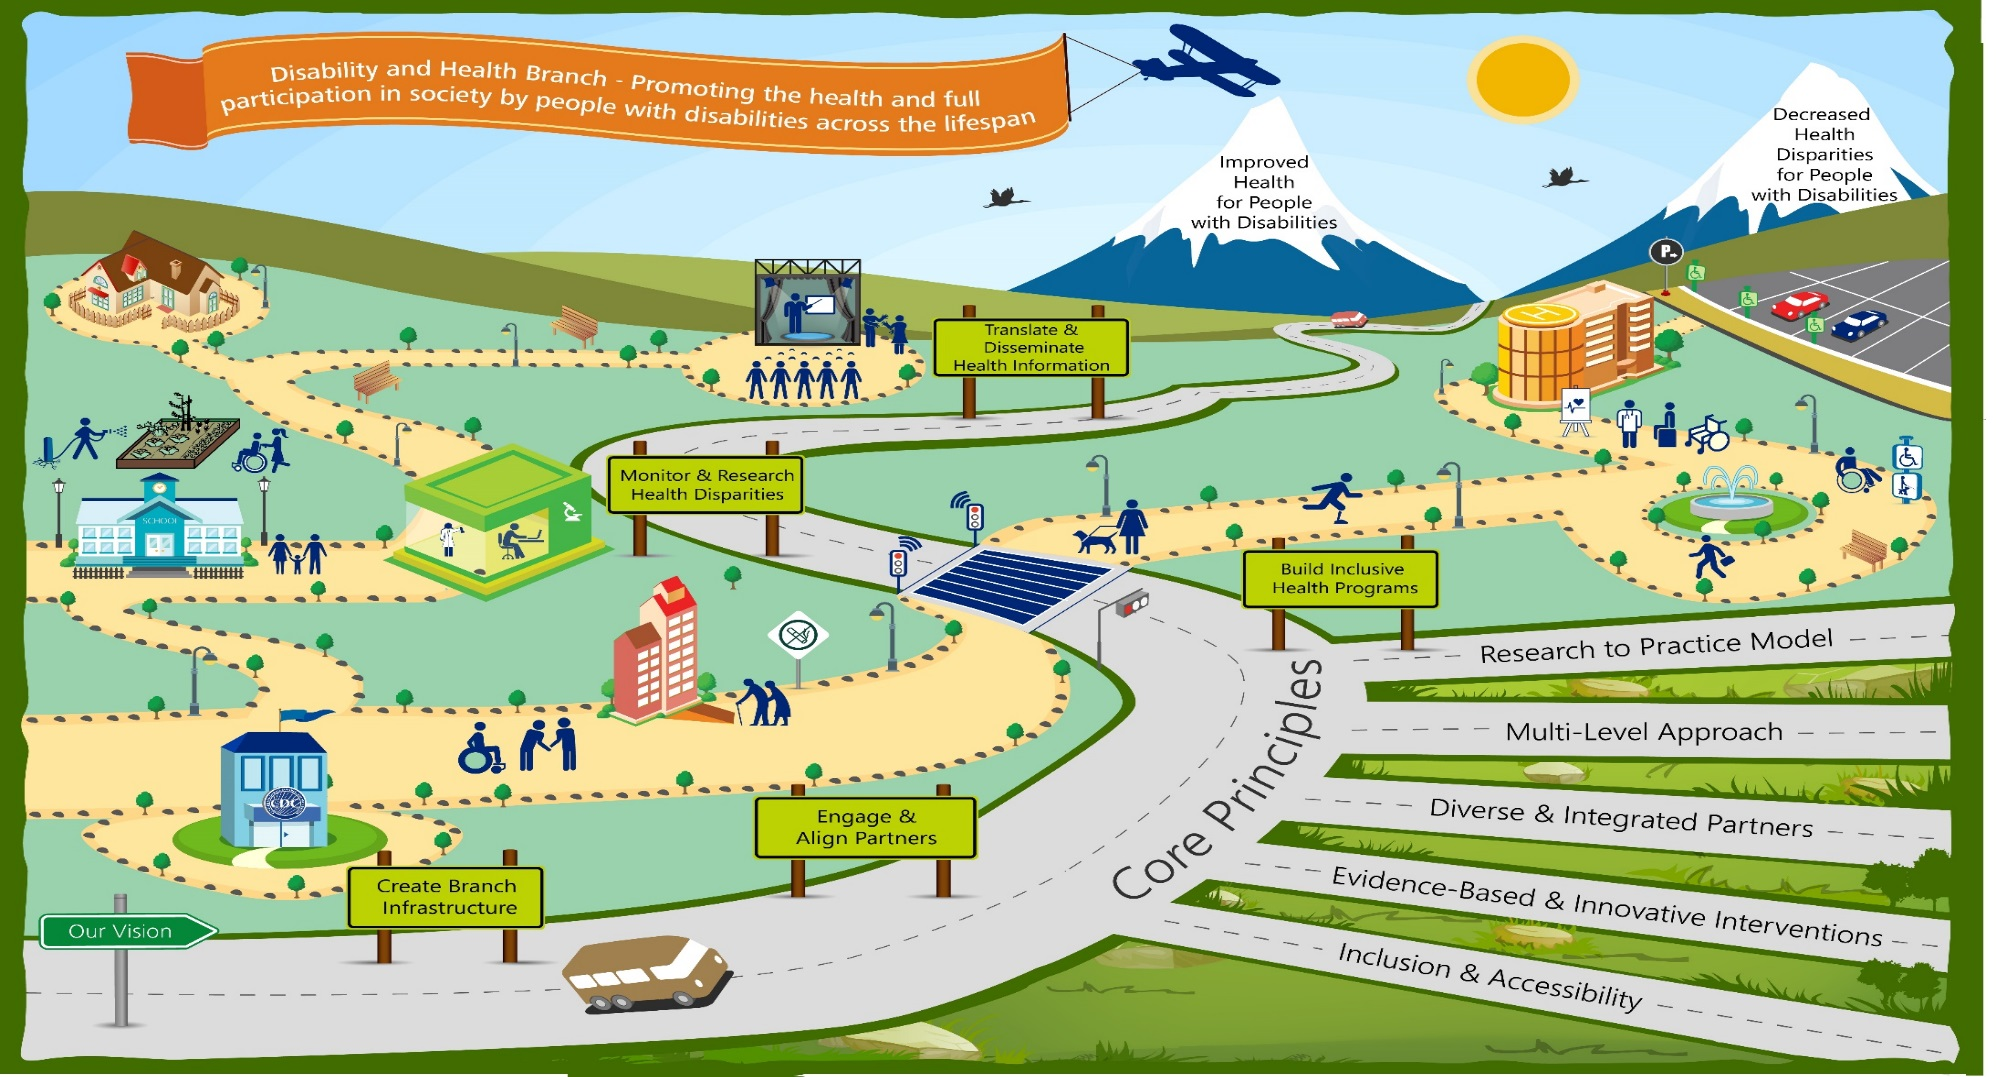 Disability and Health Branch - Promoting the health and full
participation in society by people with disabilities across the lifespan
Improved
Health
for People
with Disabilities
Decreased
Health
Disparities
for People
with Disabilities
P
Translate &
Disseminate
Health Information
H
Monitor & Research
Health Disparities
SCHOOL
Build Inclusive
Health Programs
Research to Practice Model
Multi-Level Approach
Diverse & Integrated Partners
Evidence-Based & Innovative Interventions
Inclusion & Accessibility
Core Principles
CDC
Engage &
Align Partners
Create Branch
Infrastructure
Our Vision